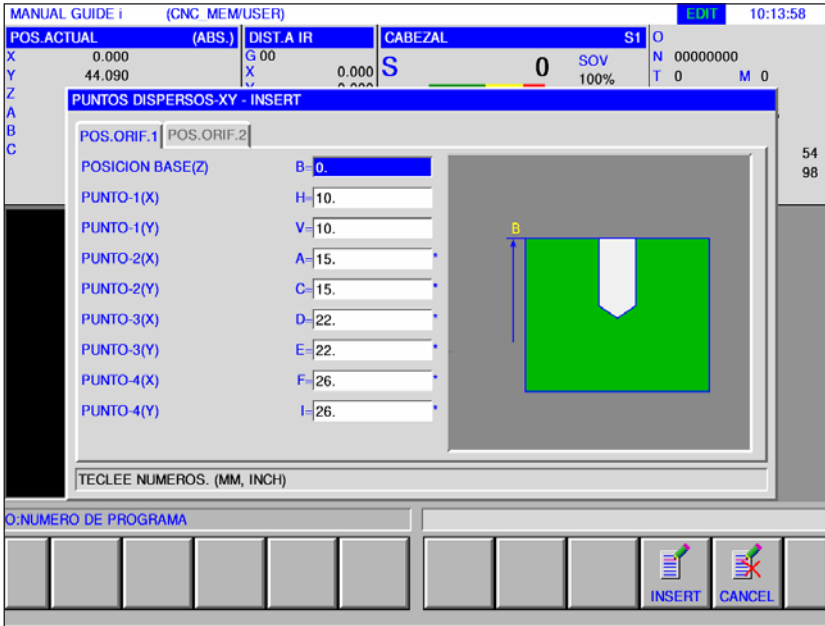 MANUAL GUIDE i (CNC_MEM/USER) EDIT 10:13:58
POS.ACTUAL (ABS.) DIST.A IR CABEZAL S1 O
X 0.000 G 00 S 0 SOV N 00000000
Y 44.090 X 0.000 100% T 0 M 0
Z
A
B
C
54
98
PUNTOS DISPERSOS-XY - INSERT
POS.ORIF.1 POS.ORIF.2
POSICION BASE(Z) B= 0.
PUNTO-1(X) H= 10.
PUNTO-1(Y) V= 10.
PUNTO-2(X) A= 15. *
PUNTO-2(Y) C= 15. *
PUNTO-3(X) D= 22. *
PUNTO-3(Y) E= 22. *
PUNTO-4(X) F= 26. *
PUNTO-4(Y) I= 26. *
B
TECLEE NUMEROS. (MM, INCH)
O:NUMERO DE PROGRAMA
INSERT CANCEL